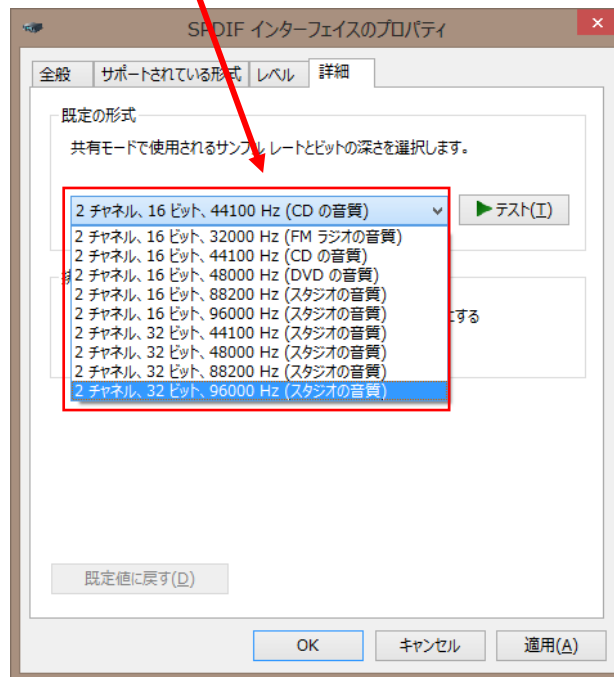 SPDIF インターフェイスのプロパティ
全般 サポートされている形式 レベル 詳細
既定の形式
共有モードで使用されるサンプル レートとビットの深さを選択します。
2 チャネル、16 ビット、44100 Hz (CD の音質)
テスト(T)
2 チャネル、16 ビット、32000 Hz (FM ラジオの音質)
2 チャネル、16 ビット、44100 Hz (CD の音質)
2 チャネル、16 ビット、48000 Hz (DVD の音質)
2 チャネル、16 ビット、88200 Hz (スタジオの音質)
2 チャネル、16 ビット、96000 Hz (スタジオの音質)
2 チャネル、32 ビット、44100 Hz (スタジオの音質)
2 チャネル、32 ビット、48000 Hz (スタジオの音質)
2 チャネル、32 ビット、88200 Hz (スタジオの音質)
2 チャネル、32 ビット、96000 Hz (スタジオの音質)
する
既定値に戻す(D)
OK キャンセル 適用(A)